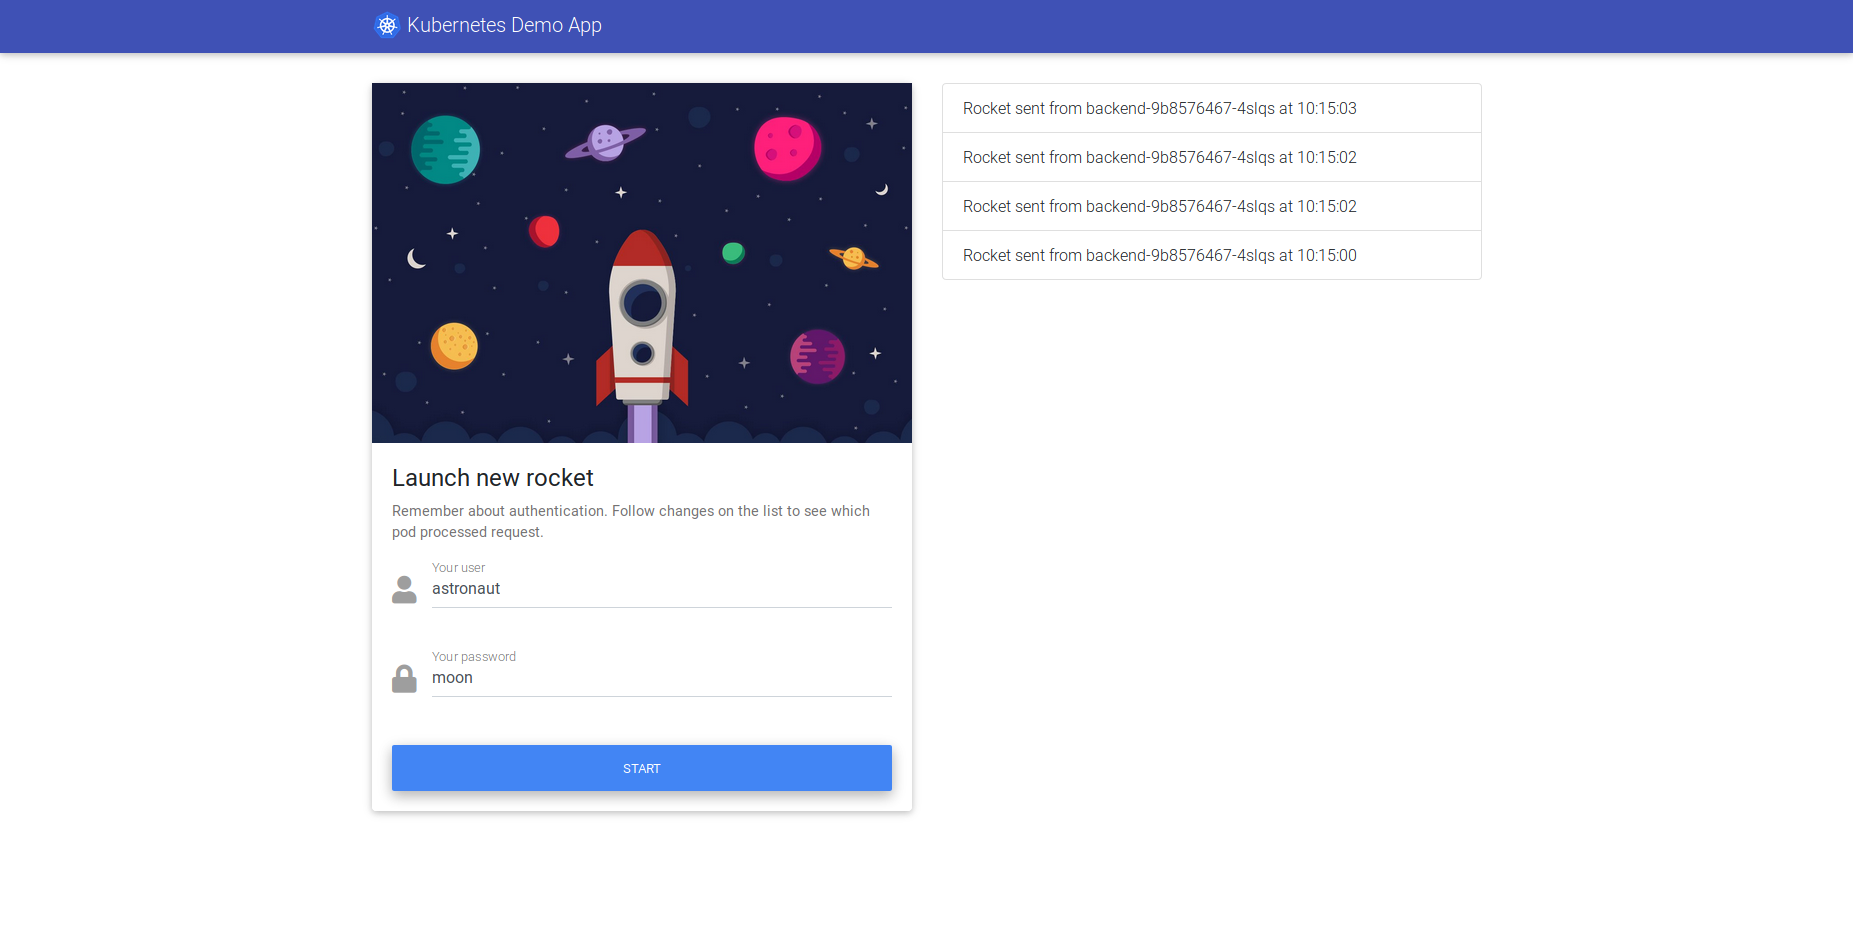 Kubernetes Demo App
Launch new rocket
Remember about authentication. Follow changes on the list to see which
pod processed request.
Your user
astronaut
Your password
moon
START
Rocket sent from backend-9b8576467-4slqs at 10:15:03
Rocket sent from backend-9b8576467-4slqs at 10:15:02
Rocket sent from backend-9b8576467-4slqs at 10:15:02
Rocket sent from backend-9b8576467-4slqs at 10:15:00